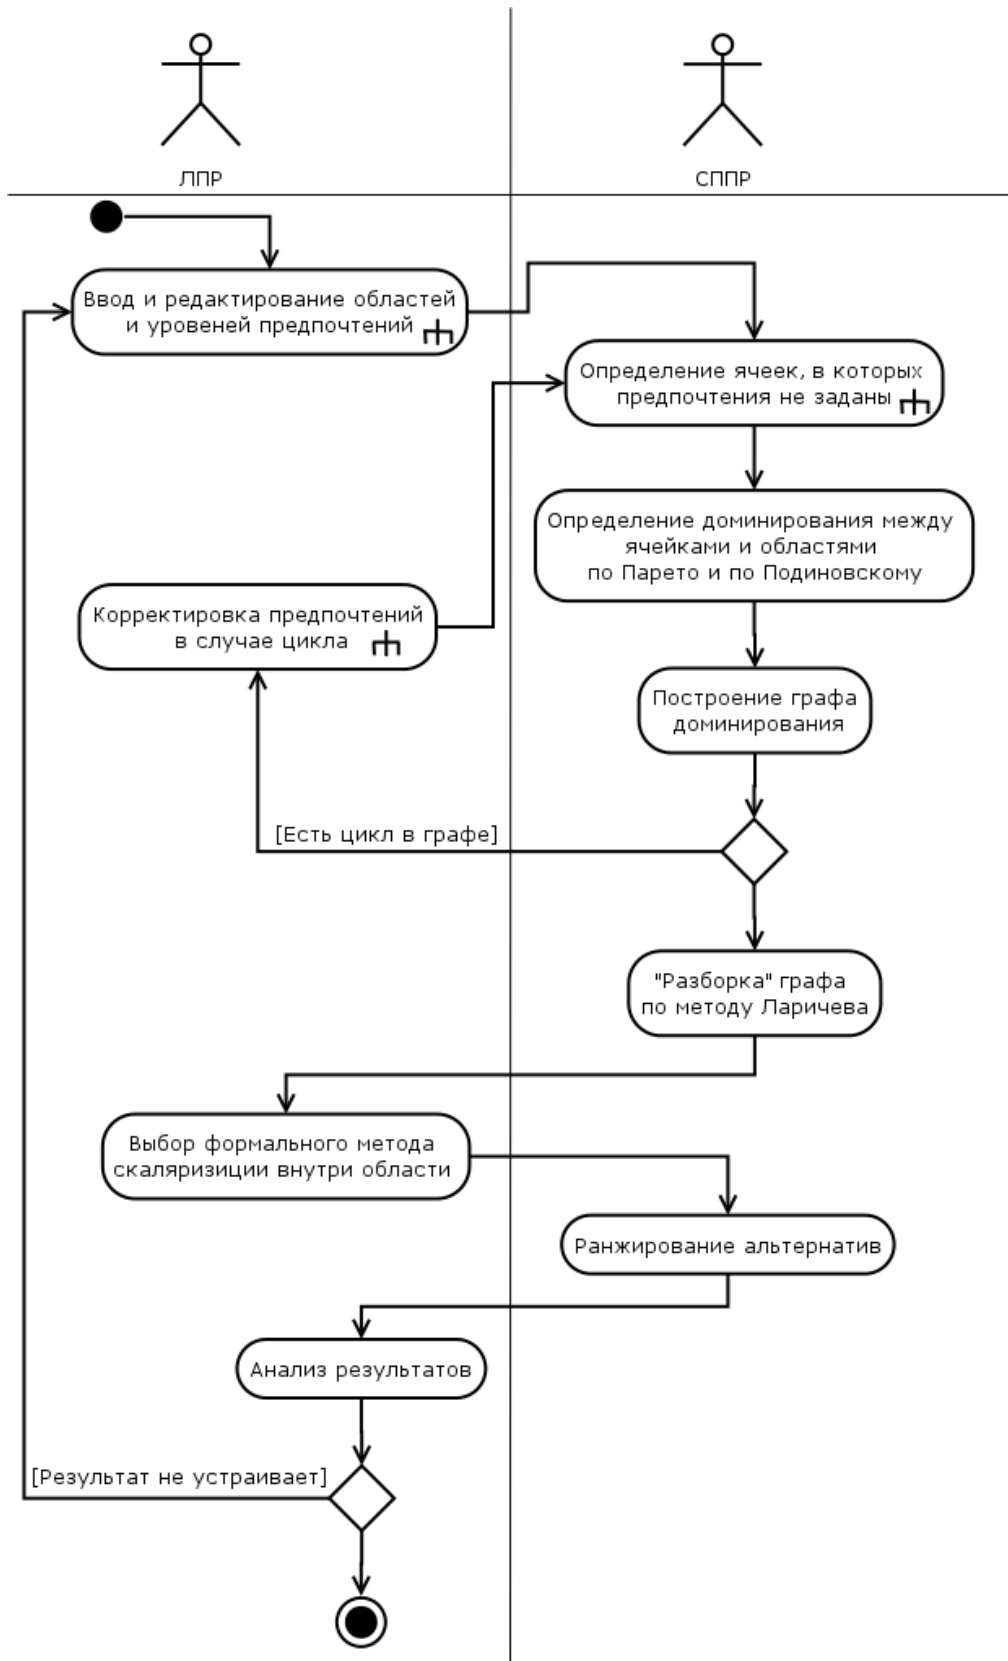 ЛПР
СППР
Ввод и редактирование областей
и уровеней предпочтений
Определение ячеек, в которых
предпочтения не заданы
Определение доминирования между
ячейками и областями
по Парето и по Подиновскому
Корректировка предпочтений
в случае цикла
Построение графа
доминирования
[Есть цикл в графе]
"Разборка" графа
по методу Ларичева
Выбор формального метода
скаляризиции внутри области
Ранжирование альтернатив
Анализ результатов
[Результат не устраивает]